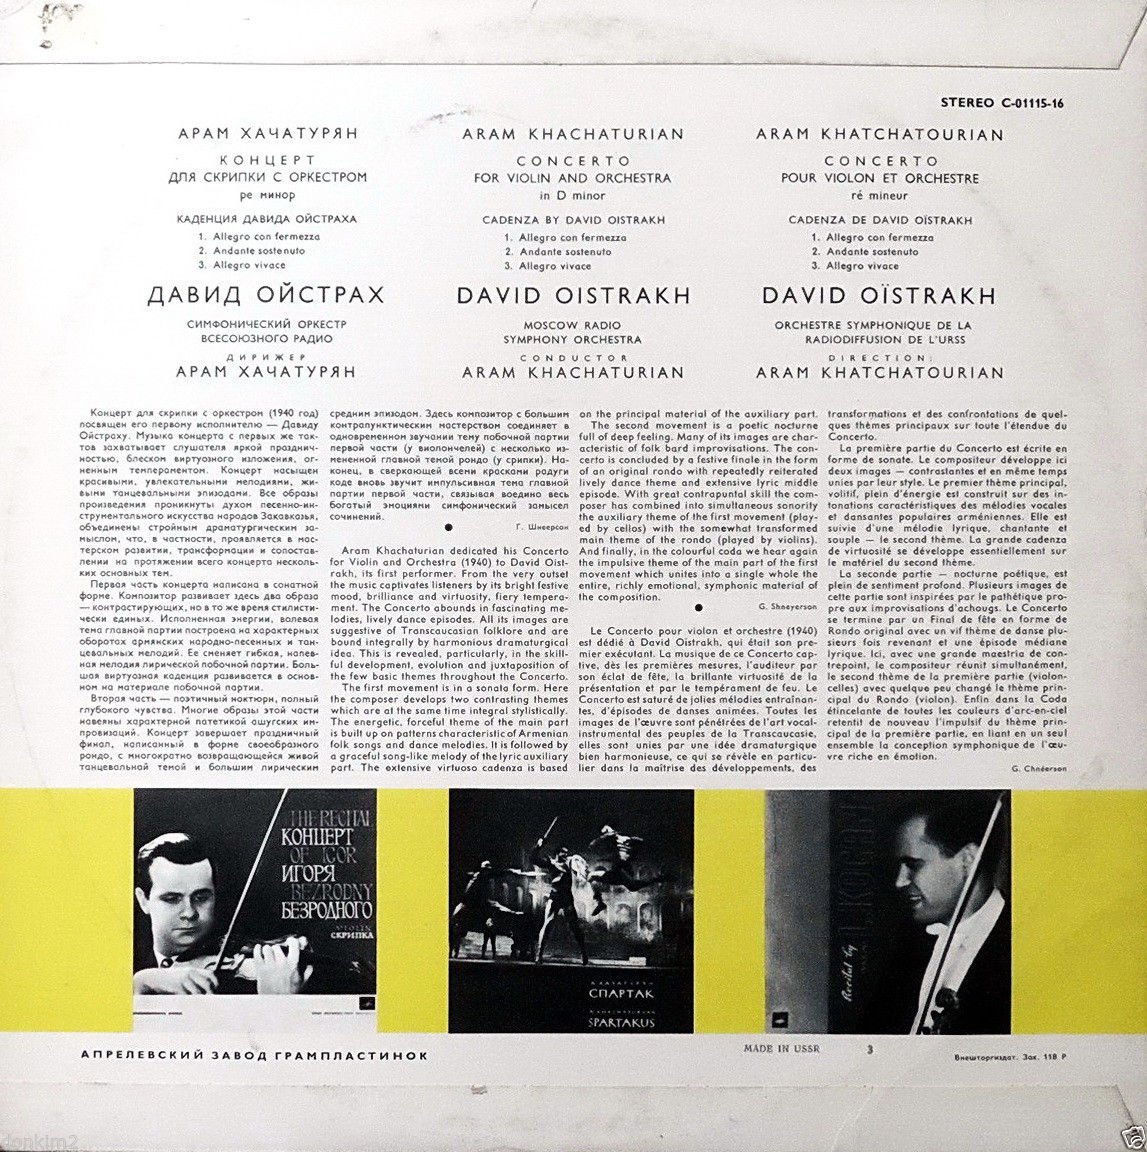 STEREO C-01115-16
АРАМ ХАЧАТУРЯН
КОНЦЕРТ
ДЛЯ СКРИПКИ С ОРКЕСТРОМ
ре минор
КАДЕНЦИЯ ДАВИДА ОЙСТРАХА
1. Allegro con fermezza
2. Andante sostenuto
3. Allegro vivace
ДАВИД ОЙСТРАХ
СИМФОНИЧЕСКИЙ ОРКЕСТР
ВСЕСОЮЗНОГО РАДИО
ДИРИЖЕР
АРАМ ХАЧАТУРЯН
ARAM KHACHATURIAN
CONCERTO
FOR VIOLIN AND ORCHESTRA
in D minor
CADENZA BY DAVID OISTRAKH
1. Allegro con fermezza
2. Andante sostenuto
3. Allegro vivace
DAVID OISTRAKH
MOSCOW RADIO
SYMPHONY ORCHESTRA
CONDUCTOR
ARAM KHACHATURIAN
ARAM KHATCHATOURIAN
CONCERTO
POUR VIOLON ET ORCHESTRE
ré mineur
CADENZA DE DAVID OÏSTRAKH
1. Allegro con fermezza
2. Andante sostenuto
3. Allegro vivace
DAVID OÏSTRAKH
ORCHESTRE SYMPHONIQUE DE LA
RADIODIFFUSION DE L'URSS
DIRECTION:
ARAM KHATCHATOURIAN
Концерт для скрипки с оркестром (1940 год)
посвящен его первому исполнителю — Давиду
Ойстраху. Музыка концерта с первых же так-
тов захватывает слушателя яркой празднич-
ностью, блеском виртуозного изложения, ог-
ненным темпераментом. Концерт насыщен
красивыми, увлекательными мелодиями, жи-
выми танцевальными эпизодами. Все образы
произведения проникнуты духом песенно-ин-
струментального искусства народов Закавказья,
объединены стройным драматургическим за-
мыслом, что, в частности, проявляется в мас-
терском развитии, трансформации и сопостав-
лении на протяжении всего концерта несколь-
ких основных тем.
Первая часть концерта написана в сонатной
форме. Композитор развивает здесь два образа
— контрастирующих, но в то же время стилисти-
чески единых. Исполненная энергии, волевая
тема главной партии построена на характерных
оборотах армянских народно-песенных и тан-
цевальных мелодий. Ее сменяет гибкая, напев-
ная мелодия лирической побочной партии. Боль-
шая виртуозная каденция развивается в основ-
ном на материале побочной партии.
Вторая часть — поэтичный ноктюрн, полный
глубокого чувства. Многие образы этой части
навеяны характерной патетикой ашугских им-
провизаций. Концерт завершает праздничный
финал, написанный в форме своеобразного
рондо, с многократно возвращающейся живой
танцевальной темой и большим лирическим
средним эпизодом. Здесь композитор с большим
контрапунктическим мастерством соединяет в
одновременном звучании тему побочной партии
первой части (у виолончелей) с несколько из-
мененной главной темой рондо (у скрипки). На-
конец, в сверкающей всеми красками радуги
коде вновь звучит импульсивная тема главной
партии первой части, связывая воедино весь
богатый эмоциями симфонический замысел
сочинений.
Г. Шнеерсон
Aram Khachaturian dedicated his Concerto
for Violin and Orchestra (1940) to David Oist-
rakh, its first performer. From the very outset
the music captivates listeners by its bright festive
mood, brilliance and virtuosity, fiery tempera-
ment. The Concerto abounds in fascinating me-
lodies, lively dance episodes. All its images are
suggestive of Transcaucasian folklore and are
bound integrally by harmonious dramaturgical
idea. This is revealed, particularly, in the skill-
ful development, evolution and juxtaposition of
the few basic themes throughout the Concerto.
The first movement is in a sonata form. Here
the composer develops two contrasting themes
which are at the same time integral stylistically.
The energetic, forceful theme of the main part
is built up on patterns characteristic of Armenian
folk songs and dance melodies. It is followed by
a graceful song-like melody of the lyric auxiliary
part. The extensive virtuoso cadenza is based
on the principal material of the auxiliary part.
The second movement is a poetic nocturne
full of deep feeling. Many of its images are char-
acteristic of folk bard improvisations. The con-
certo is concluded by a festive finale in the form
of an original rondo with repeatedly reiterated
lively dance theme and extensive lyric middle
episode. With great contrapuntal skill the com-
poser has combined into simultaneous sonority
the auxiliary theme of the first movement (play-
ed by cellos) with the somewhat transformed
main theme of the rondo (played by violins).
And finally, in the colourful coda we hear again
the impulsive theme of the main part of the first
movement which unites into a single whole the
entire, richly emotional, symphonic material of
the composition.
G. Shneyerson
Le Concerto pour violon et orchestre (1940)
est dédié à David Oistrakh, qui était son pre-
mier exécutant. La musique de ce Concerto cap-
tive, dès les premières mesures, l'auditeur par
son éclat de fête, la brillante virtuosité de la
présentation et par le tempérament de feu. Le
Concerto est saturé de jolies mélodies entraînan-
tes, d'épisodes de danses animées. Toutes les
images de l'œuvre sont pénétrées de l'art vocal-
instrumental des peuples de la Transcaucasie,
elles sont unies par une idée dramaturgique
bien harmonieuse, ce qui se révèle en particu-
lier dans la maîtrise des développements, des
transformations et des confrontations de quel-
ques thèmes principaux sur toute l'étendue du
Concerto.
La première partie du Concerto est écrite en
forme de sonate. Le compositeur développe ici
deux images — contrastantes et en même temps
unies par leur style. Le premier thème principal,
volitif, plein d'énergie est construit sur des in-
tonations caractéristiques des mélodies vocales
et dansantes populaires arméniennes. Elle est
suivie d'une mélodie lyrique, chantante et
souple — le second thème. La grande cadenza
de virtuosité se développe essentiellement sur
le matériel du second thème.
La seconde partie — nocturne poétique, est
plein de sentiment profond. Plusieurs images de
cette partie sont inspirées par le pathétique pro-
pre aux improvisations d'achougs. Le Concerto
se termine par un Final de fête en forme de
Rondo original avec un vif thème de danse plu-
sieurs fois revenant et une épisode médiane
lyrique. Ici, avec une grande maestria de con-
trepoint, le compositeur réunit simultanément,
le second thème de la première partie (violon-
celles) avec quelque peu changé le thème prin-
cipal du Rondo (violon). Enfin dans la Coda
étincelante de toutes les couleurs d'arc-en-ciel
retentit de nouveau l'impulsif du thème prin-
cipal de la première partie, en liant en un seul
ensemble la conception symphonique de l'œu-
vre riche en émotion.
G. Chnéerson
THE RECITAL
КОНЦЕРТ
OF IGOR
ИГОРЯ
BEZRODNY
БЕЗРОДНОГО
VIOLIN
СКРИПКА
А. ХАЧАТУРЯН
СПАРТАК
A. KHACHATURIAN
SPARTAKUS
Recital by
L. KOGAN
АПРЕЛЕВСКИЙ ЗАВОД ГРАМПЛАСТИНОК
MADE IN USSR
3
Внешторгиздат. Зак. 118 Р
donkim2